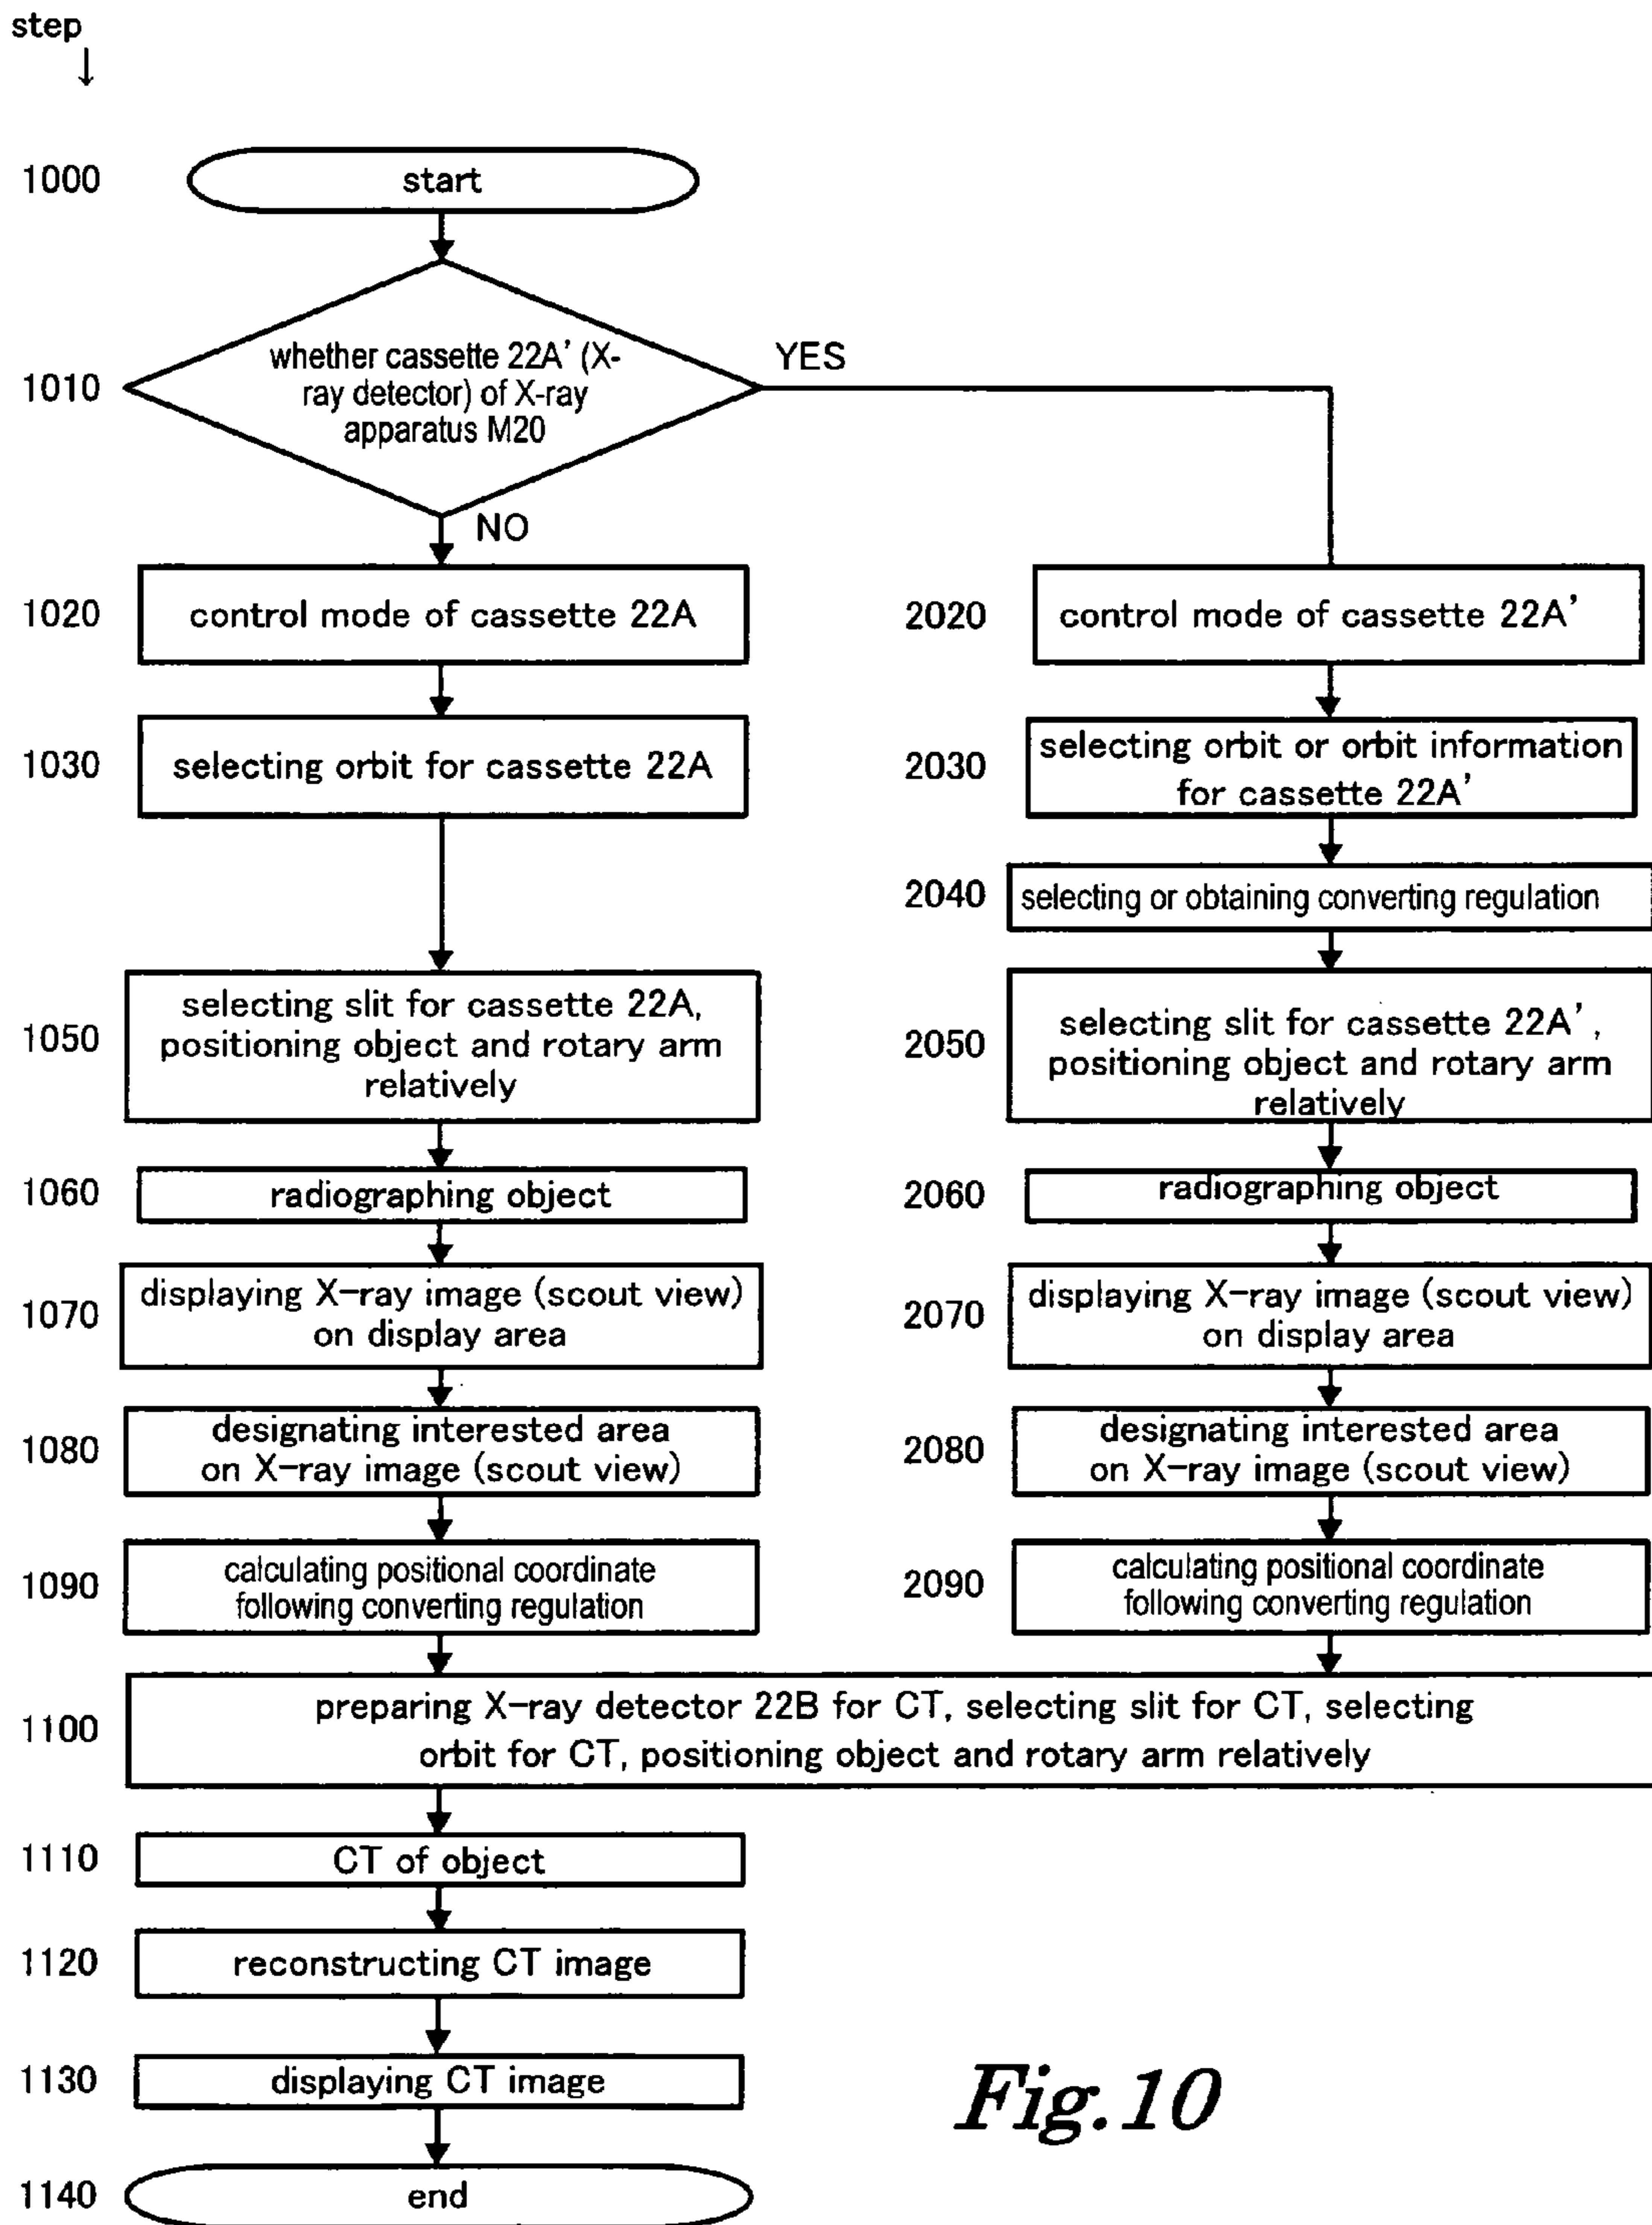 step
↓
1000
start
1010
whether cassette 22A' (X-
ray detector) of X-ray
apparatus M20
YES
NO
1020
control mode of cassette 22A
2020
control mode of cassette 22A'
1030
selecting orbit for cassette 22A
2030
selecting orbit or orbit information
for cassette 22A'
2040
selecting or obtaining converting regulation
1050
selecting slit for cassette 22A,
positioning object and rotary arm
relatively
2050
selecting slit for cassette 22A',
positioning object and rotary arm
relatively
1060
radiographing object
2060
radiographing object
1070
displaying X-ray image (scout view)
on display area
2070
displaying X-ray image (scout view)
on display area
1080
designating interested area
on X-ray image (scout view)
2080
designating interested area
on X-ray image (scout view)
1090
calculating positional coordinate
following converting regulation
2090
calculating positional coordinate
following converting regulation
1100
preparing X-ray detector 22B for CT, selecting slit for CT, selecting
orbit for CT, positioning object and rotary arm relatively
1110
CT of object
1120
reconstructing CT image
1130
displaying CT image
1140
end
Fig.10